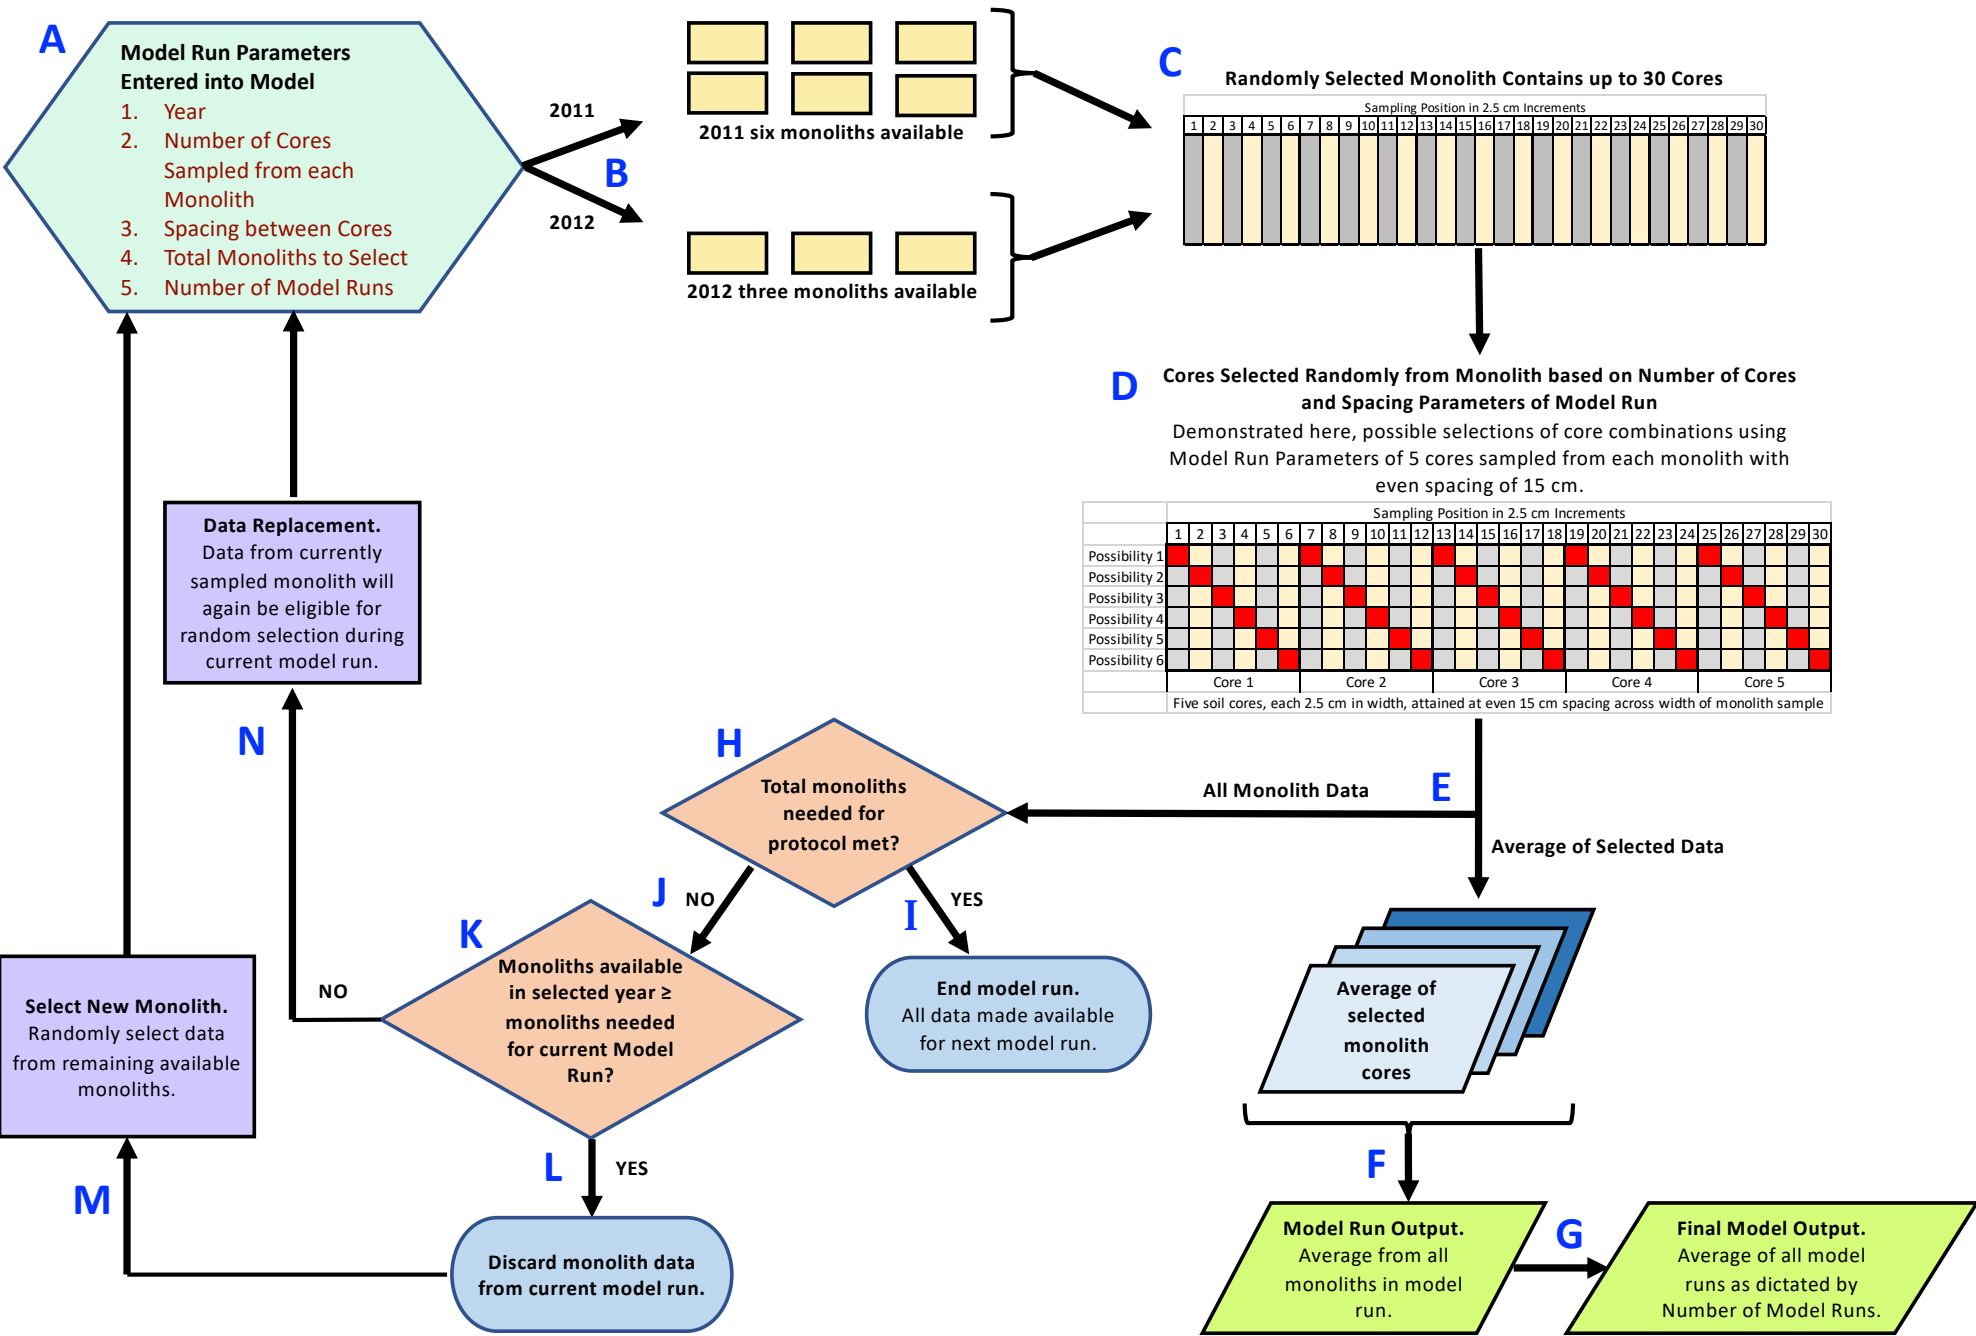 A
Model Run Parameters
Entered into Model
1. Year
2. Number of Cores
Sampled from each
Monolith
3. Spacing between Cores
4. Total Monoliths to Select
5. Number of Model Runs
2011
B
2012
2011 six monoliths available
2012 three monoliths available
C
Randomly Selected Monolith Contains up to 30 Cores
Sampling Position in 2.5 cm Increments
1 2 3 4 5 6 7 8 9 10 11 12 13 14 15 16 17 18 19 20 21 22 23 24 25 26 27 28 29 30
D
Cores Selected Randomly from Monolith based on Number of Cores
and Spacing Parameters of Model Run
Demonstrated here, possible selections of core combinations using
Model Run Parameters of 5 cores sampled from each monolith with
even spacing of 15 cm.
Sampling Position in 2.5 cm Increments
1 2 3 4 5 6 7 8 9 10 11 12 13 14 15 16 17 18 19 20 21 22 23 24 25 26 27 28 29 30
Possibility 1
Possibility 2
Possibility 3
Possibility 4
Possibility 5
Possibility 6
Core 1 Core 2 Core 3 Core 4 Core 5
Five soil cores, each 2.5 cm in width, attained at even 15 cm spacing across width of monolith sample
E
All Monolith Data
Average of Selected Data
Average of
selected
monolith
cores
F
Model Run Output.
Average from all
monoliths in model
run.
G
Final Model Output.
Average of all model
runs as dictated by
Number of Model Runs.
H
Total monoliths
needed for
protocol met?
I
YES
End model run.
All data made available
for next model run.
J
NO
K
Monoliths available
in selected year ≥
monoliths needed
for current Model
Run?
L
YES
Discard monolith data
from current model run.
M
Select New Monolith.
Randomly select data
from remaining available
monoliths.
N
NO
Data Replacement.
Data from currently
sampled monolith will
again be eligible for
random selection during
current model run.